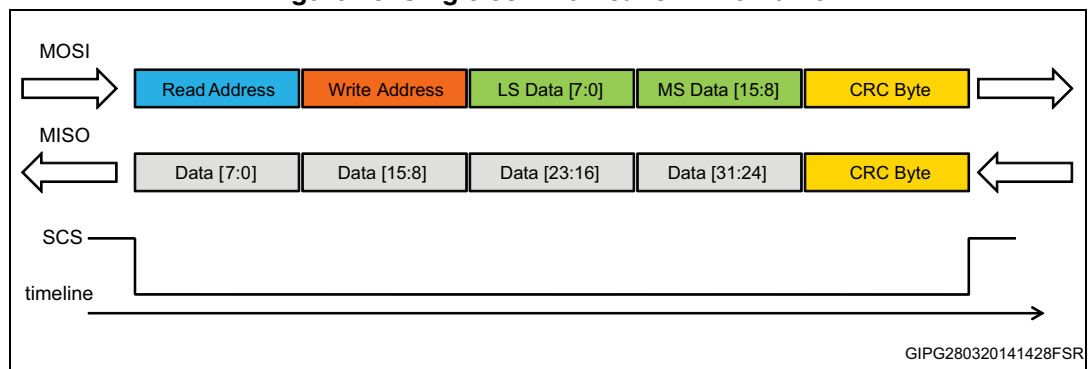 MOSI
Read Address Write Address LS Data [7:0] MS Data [15:8] CRC Byte
MISO
Data [7:0] Data [15:8] Data [23:16] Data [31:24] CRC Byte
SCS
timeline
GIPG280320141428FSR